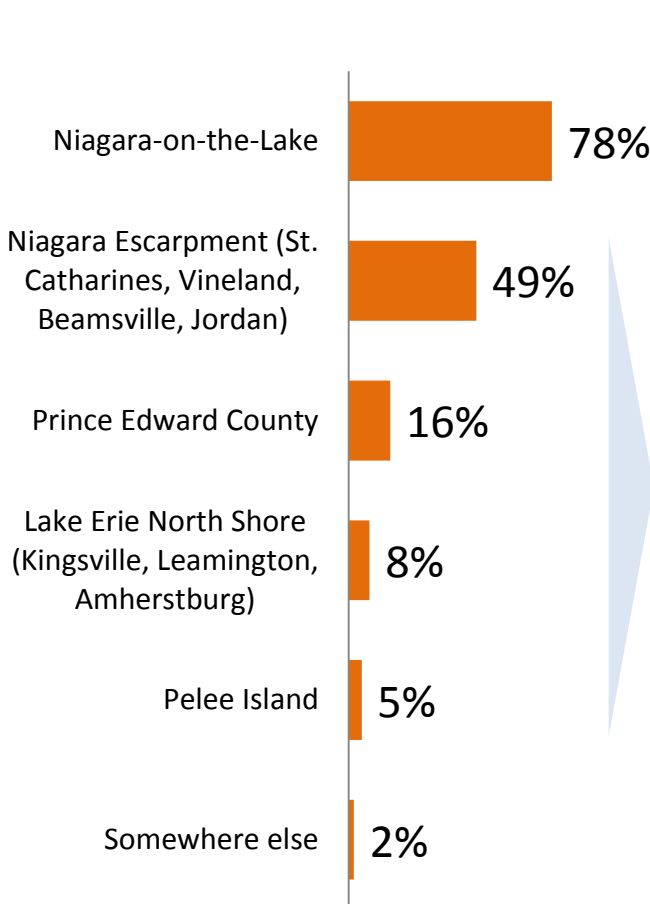 Niagara-on-the-Lake
78%
Niagara Escarpment (St.
Catharines, Vineland,
Beamsville, Jordan)
49%
Prince Edward County
16%
Lake Erie North Shore
(Kingsville, Leamington,
Amherstburg)
8%
Pelee Island
5%
Somewhere else
2%